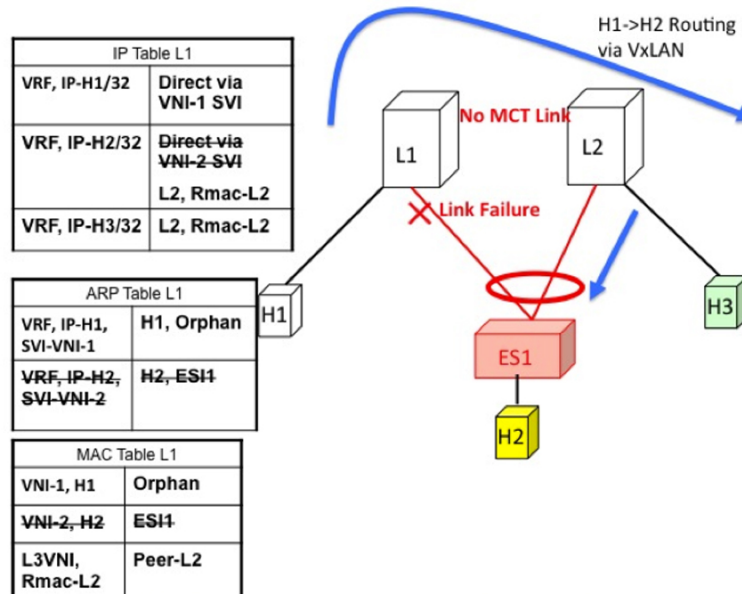 H1->H2 Routing
via VxLAN
IP Table L1
VRF, IP-H1/32
Direct via
VNI-1 SVI
VRF, IP-H2/32
Direct via
VNI-2 SVI
L2, Rmac-L2
VRF, IP-H3/32
L2, Rmac-L2
No MCT Link
L1
L2
Link Failure
ARP Table L1
VRF, IP-H1,
SVI-VNI-1
H1, Orphan
VRF, IP-H2,
SVI-VNI-2
H2, ESI1
H1
H3
ES1
H2
MAC Table L1
VNI-1, H1
Orphan
VNI-2, H2
ESI1
L3VNI,
Rmac-L2
Peer-L2